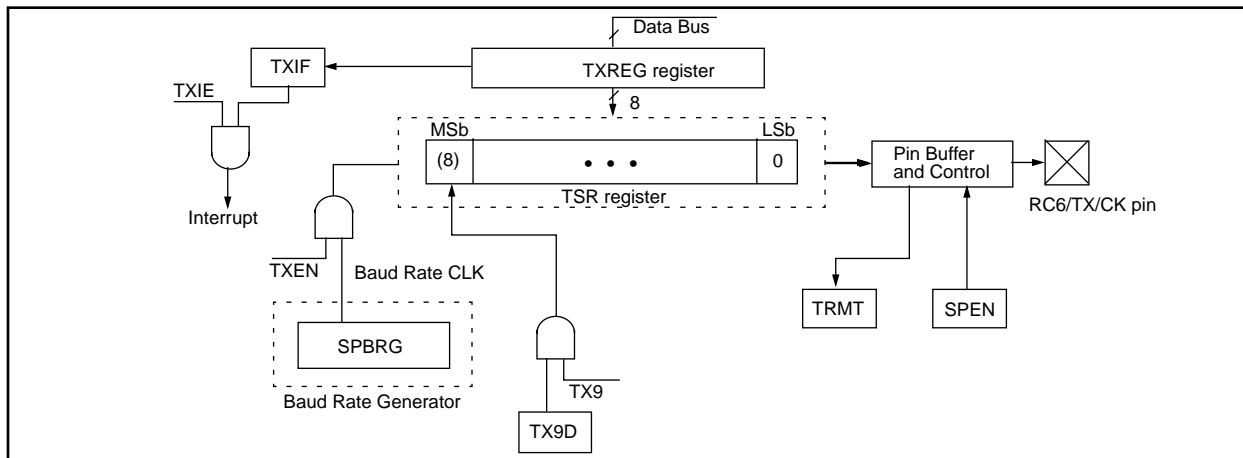 Data Bus
TXIF
TXREG register
TXIE
8
MSb
LSb
(8)
• • •
0
Pin Buffer
and Control
TSR register
Interrupt
RC6/TX/CK pin
TXEN
Baud Rate CLK
TRMT
SPEN
SPBRG
TX9
Baud Rate Generator
TX9D